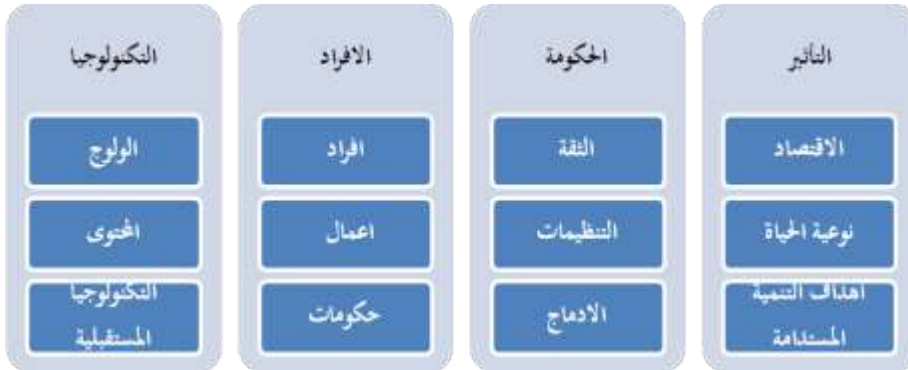 التأثير
الاقتصاد
نوعية الحياة
اهداف التنمية
المستدامة
الحكومة
الثقة
التنظيمات
الادماج
الافراد
افراد
اعمال
حكومات
التكنولوجيا
الولوج
المحتوى
التكنولوجيا
المستقبلية